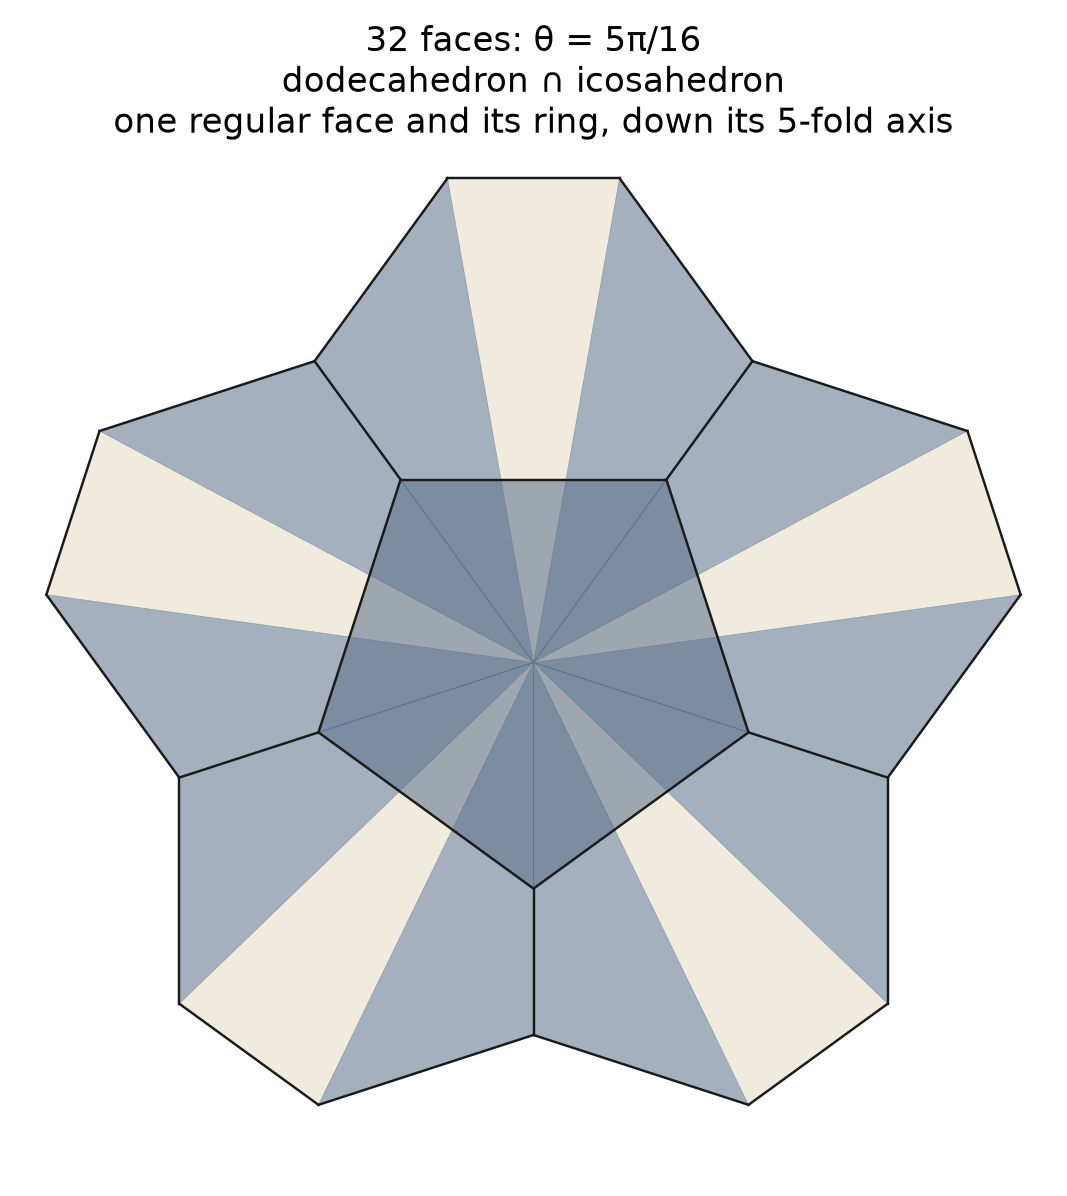 32 faces: θ = 5π/16
dodecahedron ∩ icosahedron
one regular face and its ring, down its 5-fold axis